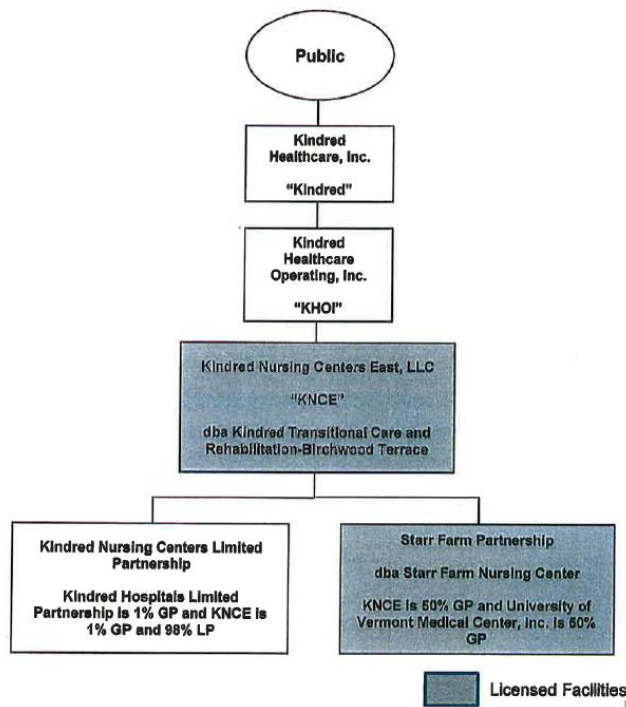 Public
Kindred
Healthcare, Inc.
"Kindred"
Kindred
Healthcare
Operating, Inc.
"KHOI"
Kindred Nursing Centers East, LLC
"KNCE"
dba Kindred Transitional Care and
Rehabilitation-Birchwood Terrace
Kindred Nursing Centers Limited
Partnership
Kindred Hospitals Limited
Partnership is 1% GP and KNCE is
1% GP and 98% LP
Starr Farm Partnership
dba Starr Farm Nursing Center
KNCE is 50% GP and University of
Vermont Medical Center, Inc. is 50%
GP
Licensed Facilities